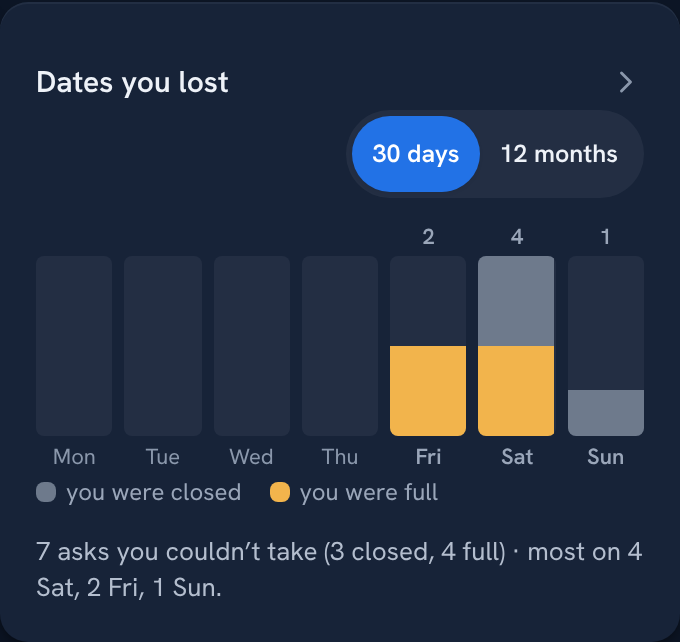 Dates you lost
30 days 12 months
2 4 1
Mon Tue Wed Thu Fri Sat Sun
you were closed you were full
7 asks you couldn’t take (3 closed, 4 full) · most on 4
Sat, 2 Fri, 1 Sun.